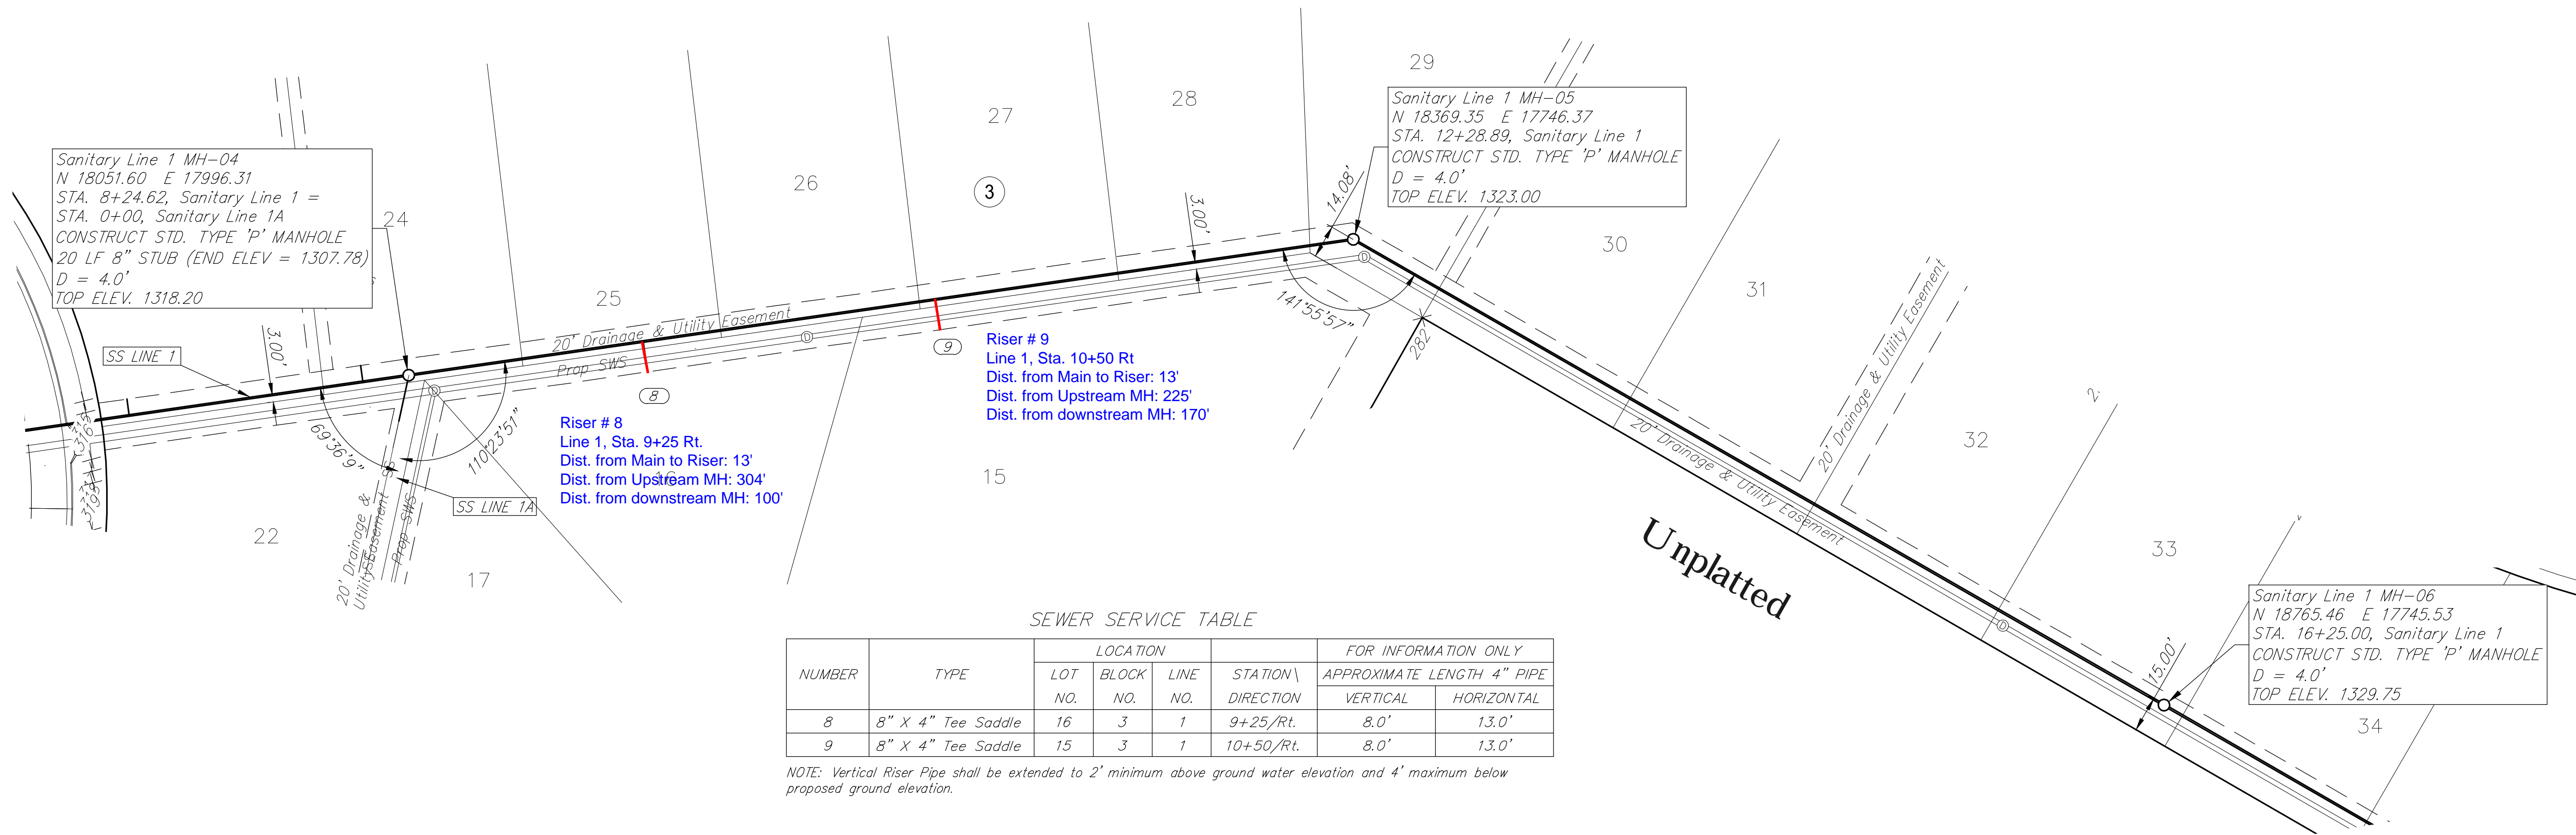 Sanitary Line 1 MH-04
N 18051.60 E 17996.31
STA. 8+24.62, Sanitary Line 1 =
STA. 0+00, Sanitary Line 1A
CONSTRUCT STD. TYPE 'P' MANHOLE
20 LF 8" STUB (END ELEV = 1307.78)
D = 4.0'
TOP ELEV. 1318.20
24
25
26
27
28
29
3
Sanitary Line 1 MH-05
N 18369.35 E 17746.37
STA. 12+28.89, Sanitary Line 1
CONSTRUCT STD. TYPE 'P' MANHOLE
D = 4.0'
TOP ELEV. 1323.00
14.08'
3.00'
30
31
32
33
34
SS LINE 1
3.00'
20' Drainage & Utility Easement
Prop SWS
D
D
D
D
8
9
141°55'57"
282
Riser # 9
Line 1, Sta. 10+50 Rt
Dist. from Main to Riser: 13'
Dist. from Upstream MH: 225'
Dist. from downstream MH: 170'
Riser # 8
Line 1, Sta. 9+25 Rt.
Dist. from Main to Riser: 13'
Dist. from Upstream MH: 304'
Dist. from downstream MH: 100'
16
15
69°36'9"
110°23'51"
SS LINE 1A
SS
20' Drainage &
Utility Easement
Prop SWS
22
17
1316
20' Drainage & Utility Easement
20' Drainage & Utility Easement
Unplatted
15.00'
Sanitary Line 1 MH-06
N 18765.46 E 17745.53
STA. 16+25.00, Sanitary Line 1
CONSTRUCT STD. TYPE 'P' MANHOLE
D = 4.0'
TOP ELEV. 1329.75
SEWER SERVICE TABLE
NUMBER TYPE LOCATION FOR INFORMATION ONLY
LOT BLOCK LINE STATION\ APPROXIMATE LENGTH 4" PIPE
NO. NO. NO. DIRECTION VERTICAL HORIZONTAL
8 8" X 4" Tee Saddle 16 3 1 9+25/Rt. 8.0' 13.0'
9 8" X 4" Tee Saddle 15 3 1 10+50/Rt. 8.0' 13.0'
NOTE: Vertical Riser Pipe shall be extended to 2' minimum above ground water elevation and 4' maximum below
proposed ground elevation.